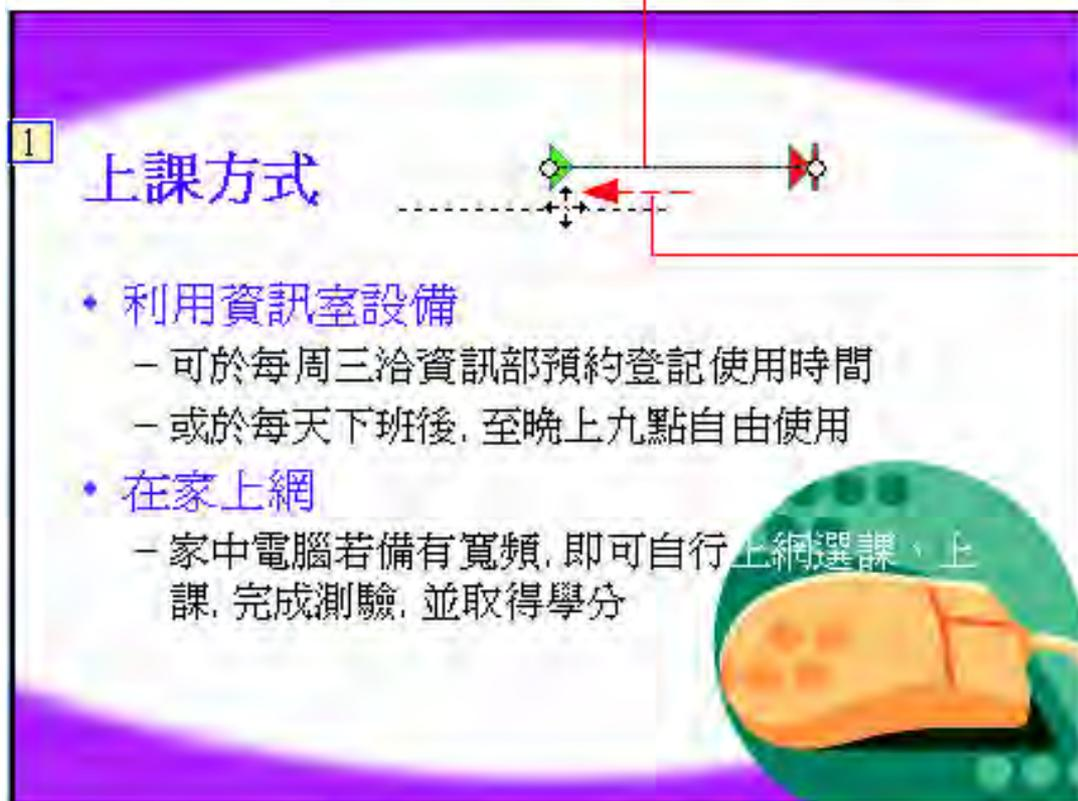 1
上課方式
• 利用資訊室設備
– 可於每周三洽資訊部預約登記使用時間
– 或於每天下班後, 至晚上九點自由使用
• 在家上網
– 家中電腦若備有寬頻, 即可自行上網選課、上
課, 完成測驗, 並取得學分